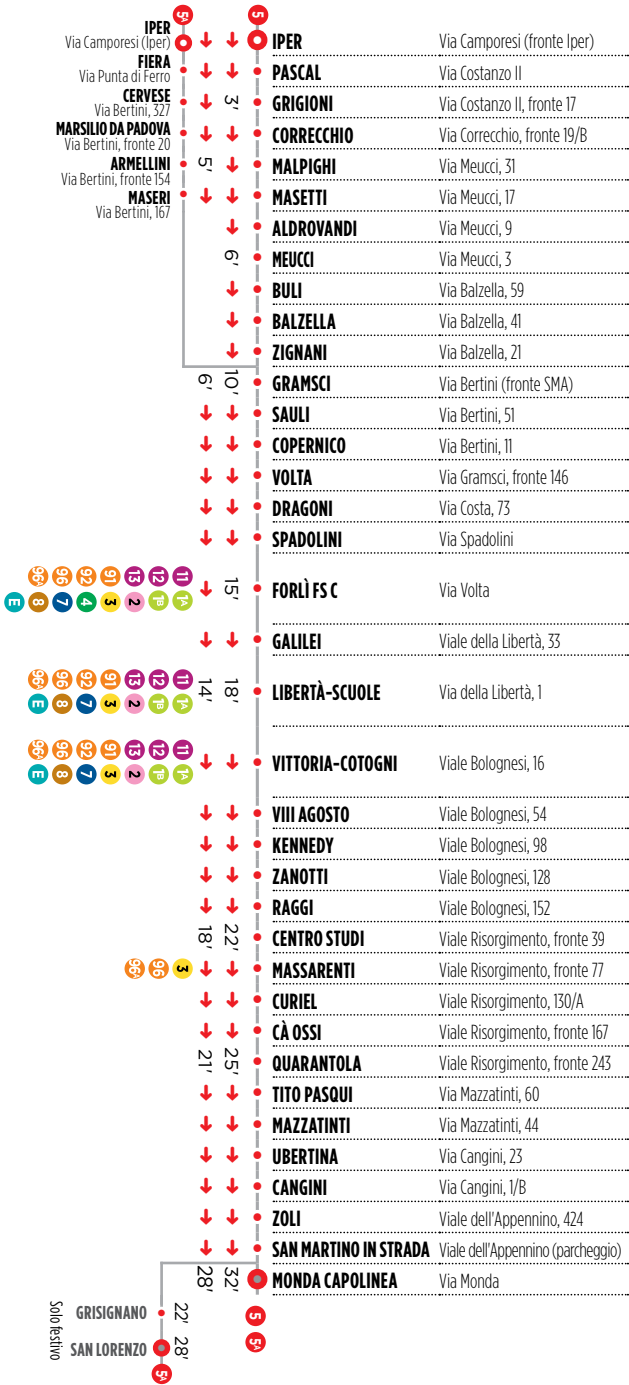 5A 5
IPER
Via Camporesi (Iper)
FIERA
Via Punta di Ferro
CERVESE
Via Bertini, 327
MARSILIO DA PADOVA
Via Bertini, fronte 20
ARMELLINI
Via Bertini, fronte 154
MASERI
Via Bertini, 167
5'
IPER Via Camporesi (fronte Iper)
PASCAL Via Costanzo II
3' GRIGIONI Via Costanzo II, fronte 17
CORRECCHIO Via Correcchio, fronte 19/B
MALPIGHI Via Meucci, 31
MASETTI Via Meucci, 17
ALDROVANDI Via Meucci, 9
6' MEUCCI Via Meucci, 3
BULI Via Balzella, 59
BALZELLA Via Balzella, 41
ZIGNANI Via Balzella, 21
6' 10' GRAMSCI Via Bertini (fronte SMA)
SAULI Via Bertini, 51
COPERNICO Via Bertini, 11
VOLTA Via Gramsci, fronte 146
DRAGONI Via Costa, 73
SPADOLINI Via Spadolini
96A 96 92 91 13 12 11
E 8 7 4 3 2 1B 1A
15' FORLÌ FS C Via Volta
GALILEI Viale della Libertà, 33
96A 96 92 91 13 12 11
E 8 7 3 2 1B 1A
14' 18' LIBERTÀ-SCUOLE Via della Libertà, 1
96A 96 92 91 13 12 11
E 8 7 3 2 1B 1A
VITTORIA-COTOGNI Viale Bolognesi, 16
VIII AGOSTO Viale Bolognesi, 54
KENNEDY Viale Bolognesi, 98
ZANOTTI Viale Bolognesi, 128
RAGGI Viale Bolognesi, 152
18' 22' CENTRO STUDI Viale Risorgimento, fronte 39
96A 96 3 MASSARENTI Viale Risorgimento, fronte 77
CURIEL Viale Risorgimento, 130/A
CÀ OSSI Viale Risorgimento, fronte 167
21' 25' QUARANTOLA Viale Risorgimento, fronte 243
TITO PASQUI Via Mazzatinti, 60
MAZZATINTI Via Mazzatinti, 44
UBERTINA Via Cangini, 23
CANGINI Via Cangini, 1/B
ZOLI Viale dell'Appennino, 424
SAN MARTINO IN STRADA Viale dell'Appennino (parcheggio)
28' 32' MONDA CAPOLINEA Via Monda
5 5A
GRISIGNANO 22'
SAN LORENZO 28'
Solo festivo
5A